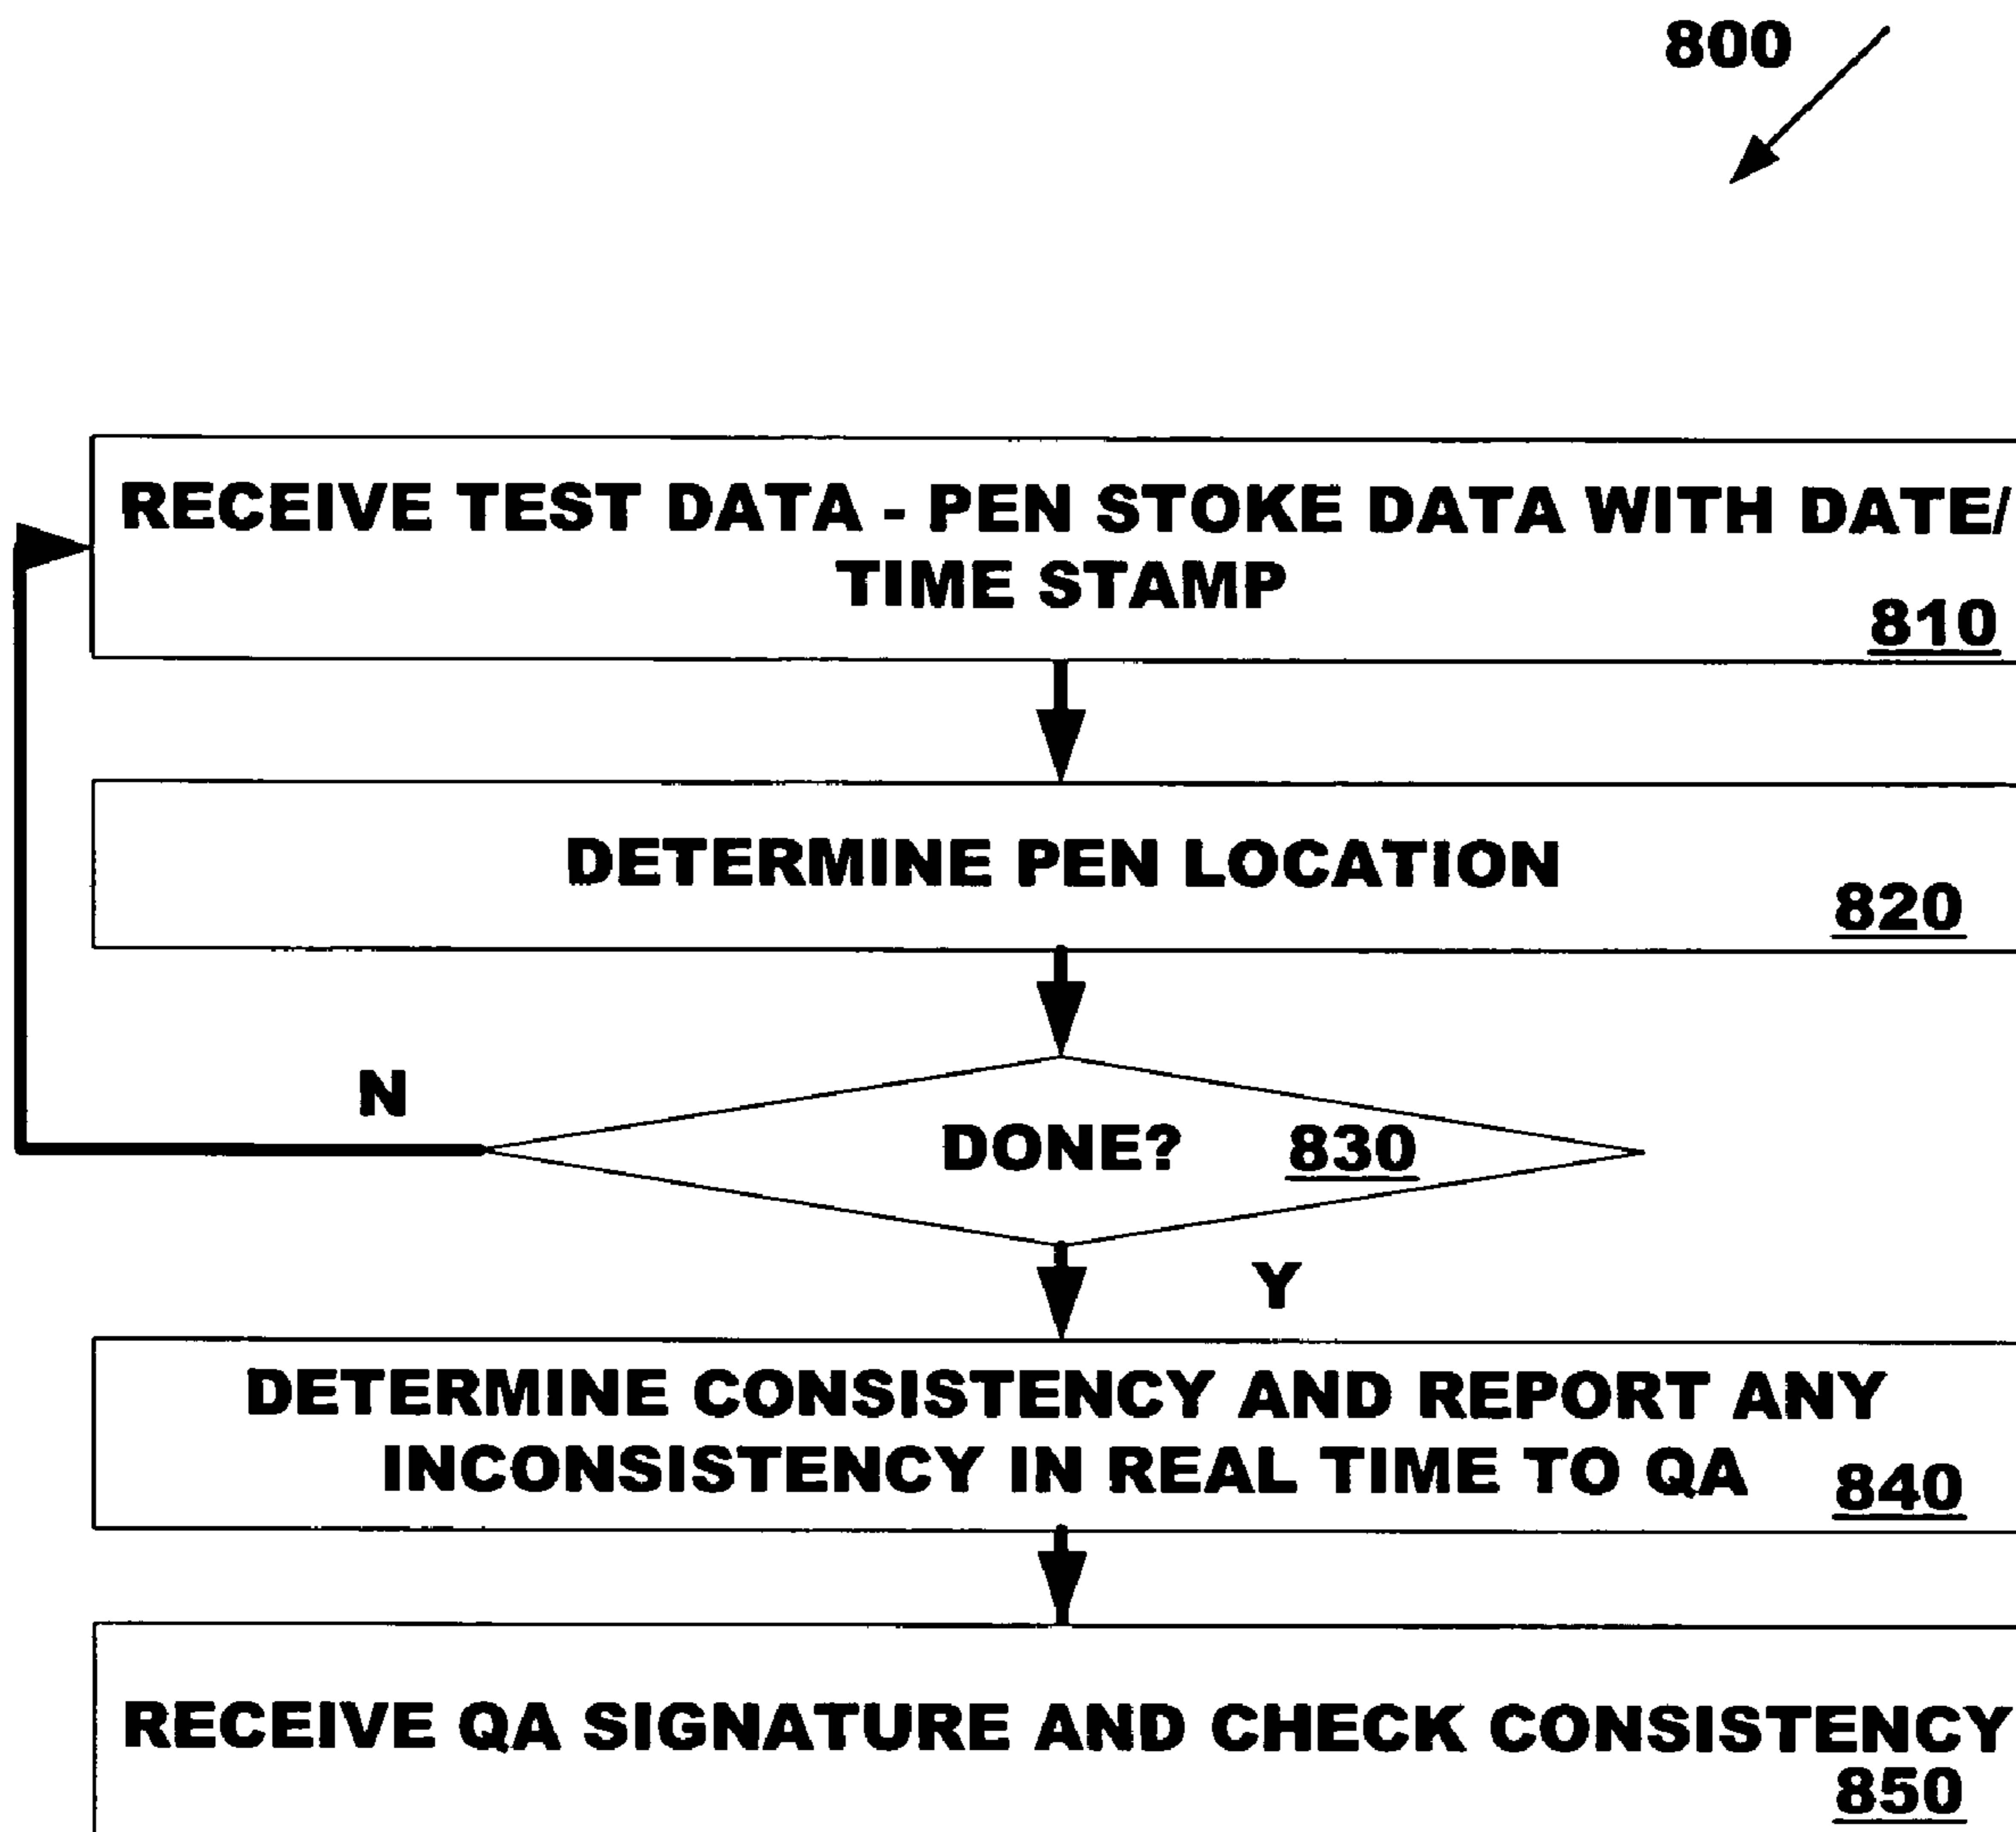 800
RECEIVE TEST DATA - PEN STOKE DATA WITH DATE/
TIME STAMP
810
DETERMINE PEN LOCATION
820
N
DONE? 830
Y
DETERMINE CONSISTENCY AND REPORT ANY
INCONSISTENCY IN REAL TIME TO QA
840
RECEIVE QA SIGNATURE AND CHECK CONSISTENCY
850